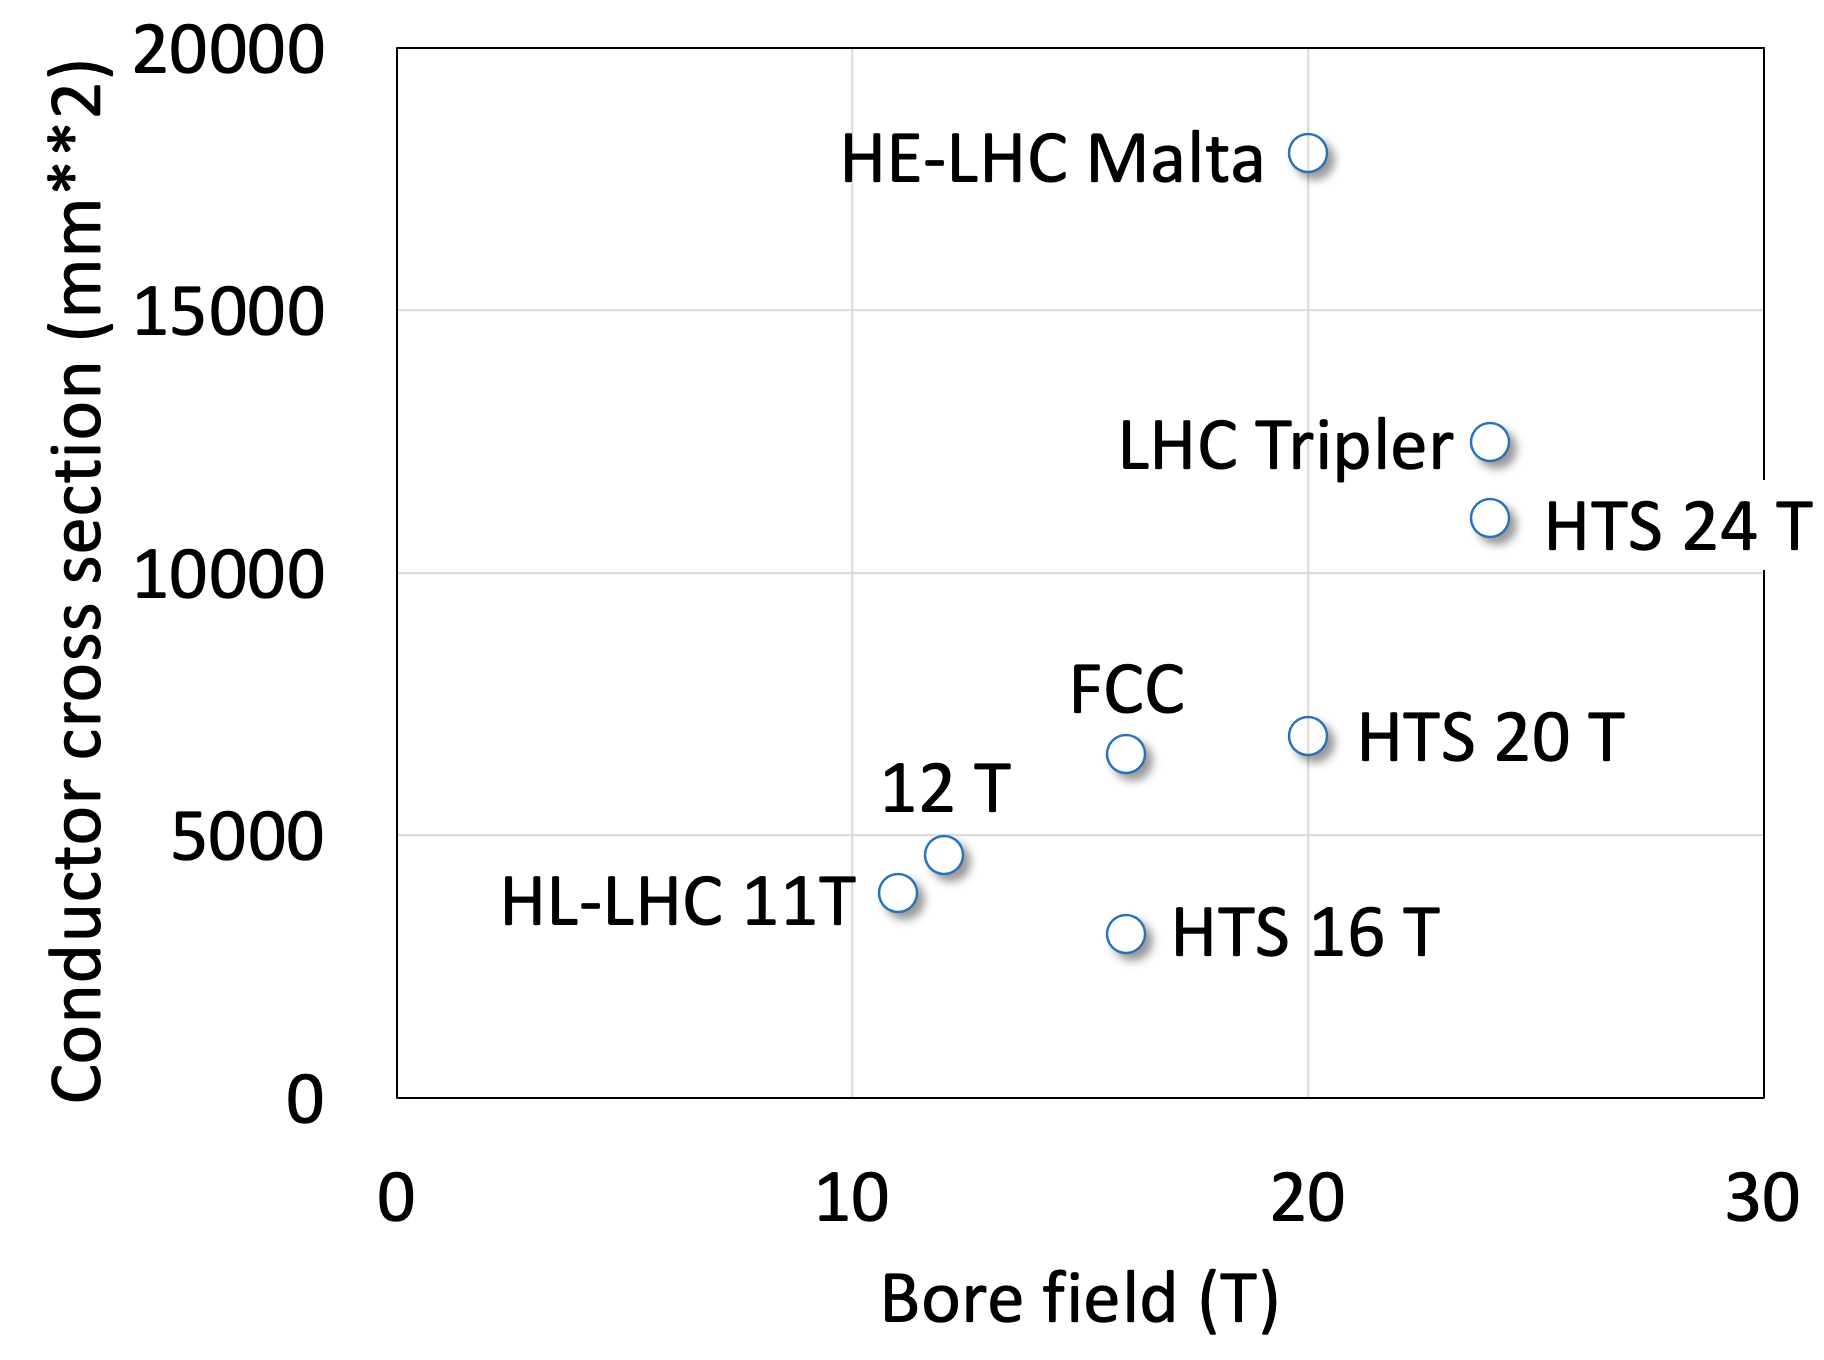 Conductor cross section (mm**2)
20000
15000
10000
5000
0
HE-LHC Malta
LHC Tripler
HTS 24 T
FCC
HTS 20 T
12 T
HL-LHC 11T
HTS 16 T
0
10
20
30
Bore field (T)